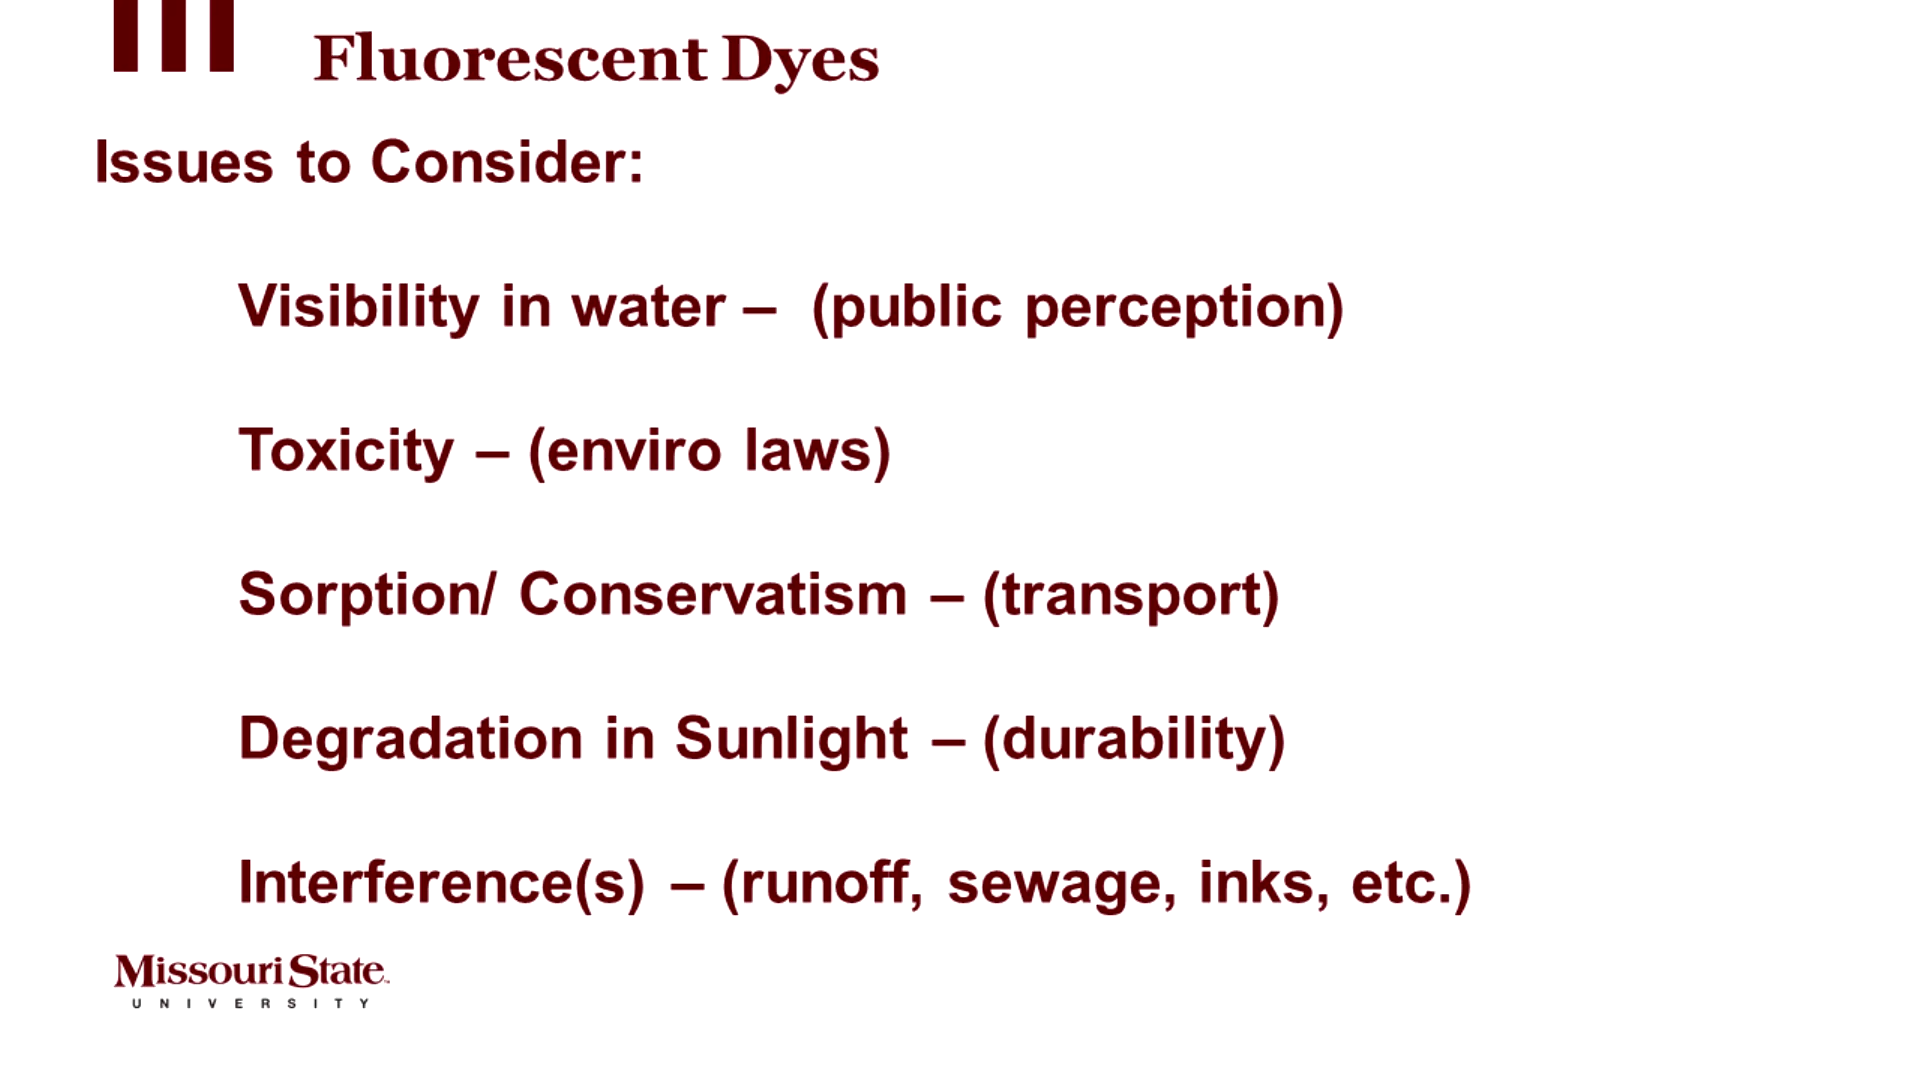 Fluorescent Dyes
Issues to Consider:
Visibility in water – (public perception)
Toxicity – (enviro laws)
Sorption/ Conservatism – (transport)
Degradation in Sunlight – (durability)
Interference(s) – (runoff, sewage, inks, etc.)
Missouri State™
UNIVERSITY